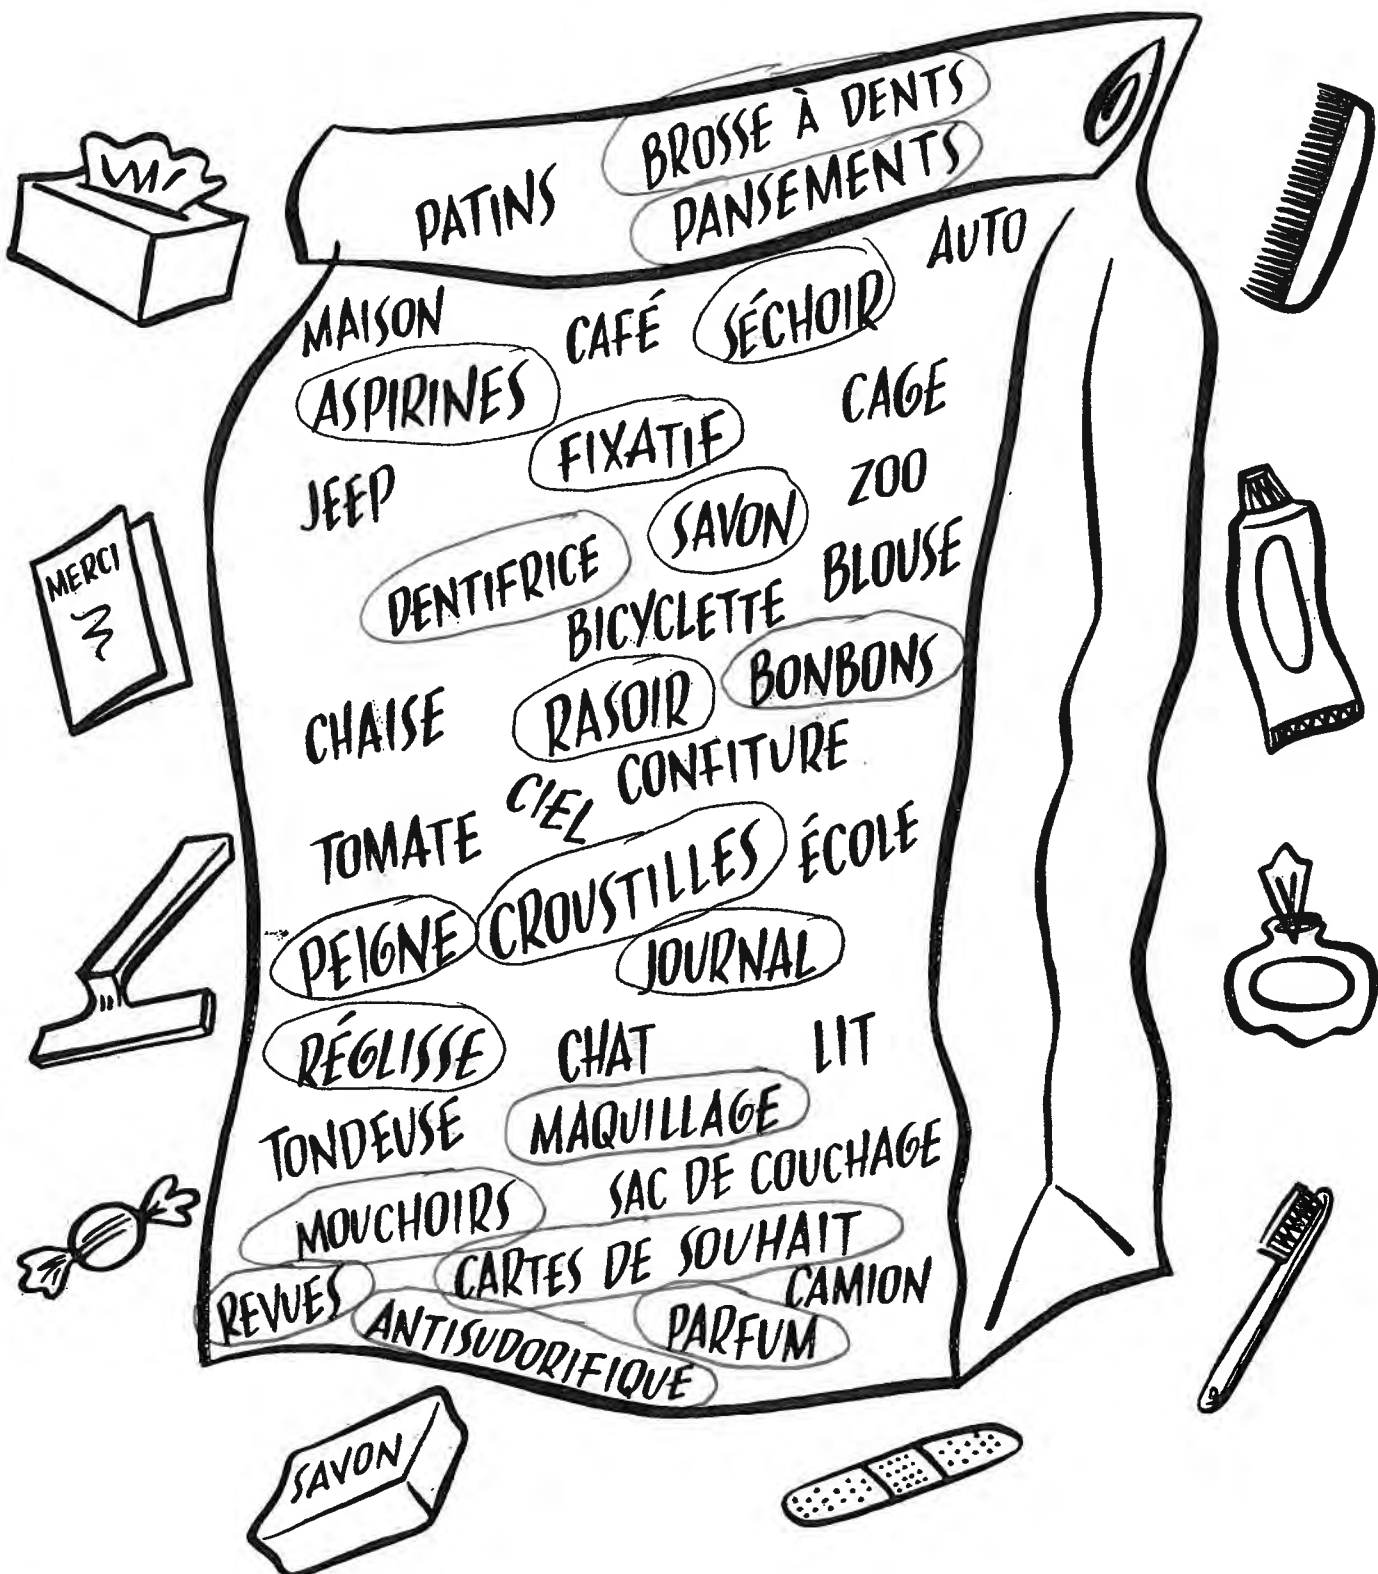 BROSSE À DENTS
PATINS
PANSEMENTS
AUTO
MAISON
CAFÉ
SÉCHOIR
ASPIRINES
CAGE
FIXATIF
JEEP
ZOO
SAVON
DENTIFRICE
BLOUSE
MERCI
BICYCLETTE
BONBONS
CHAISE
RASOIR
CONFITURE
CIEL
TOMATE
ÉCOLE
CROUSTILLES
PEIGNE
JOURNAL
RÉGLISSE
CHAT
LIT
TONDEUSE
MAQUILLAGE
SAC DE COUCHAGE
MOUCHOIRS
CARTES DE SOUHAIT
REVUES
CAMION
ANTISUDORIFIQUE
PARFUM
SAVON